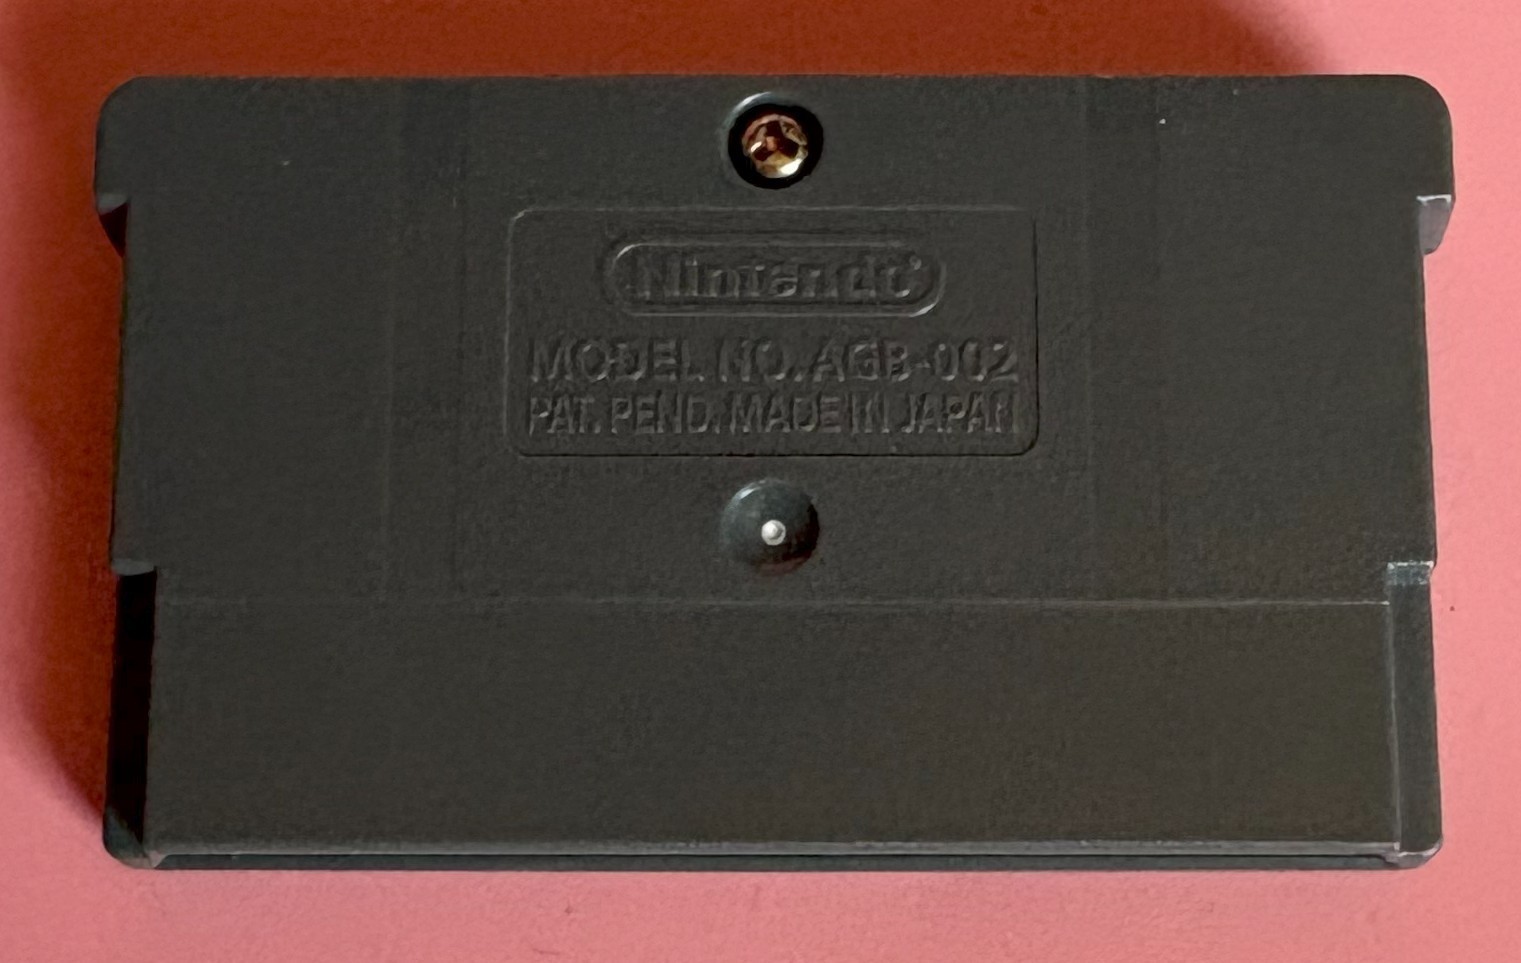 Nintendo
MODEL NO. AGB-002
PAT. PEND. MADE IN JAPAN